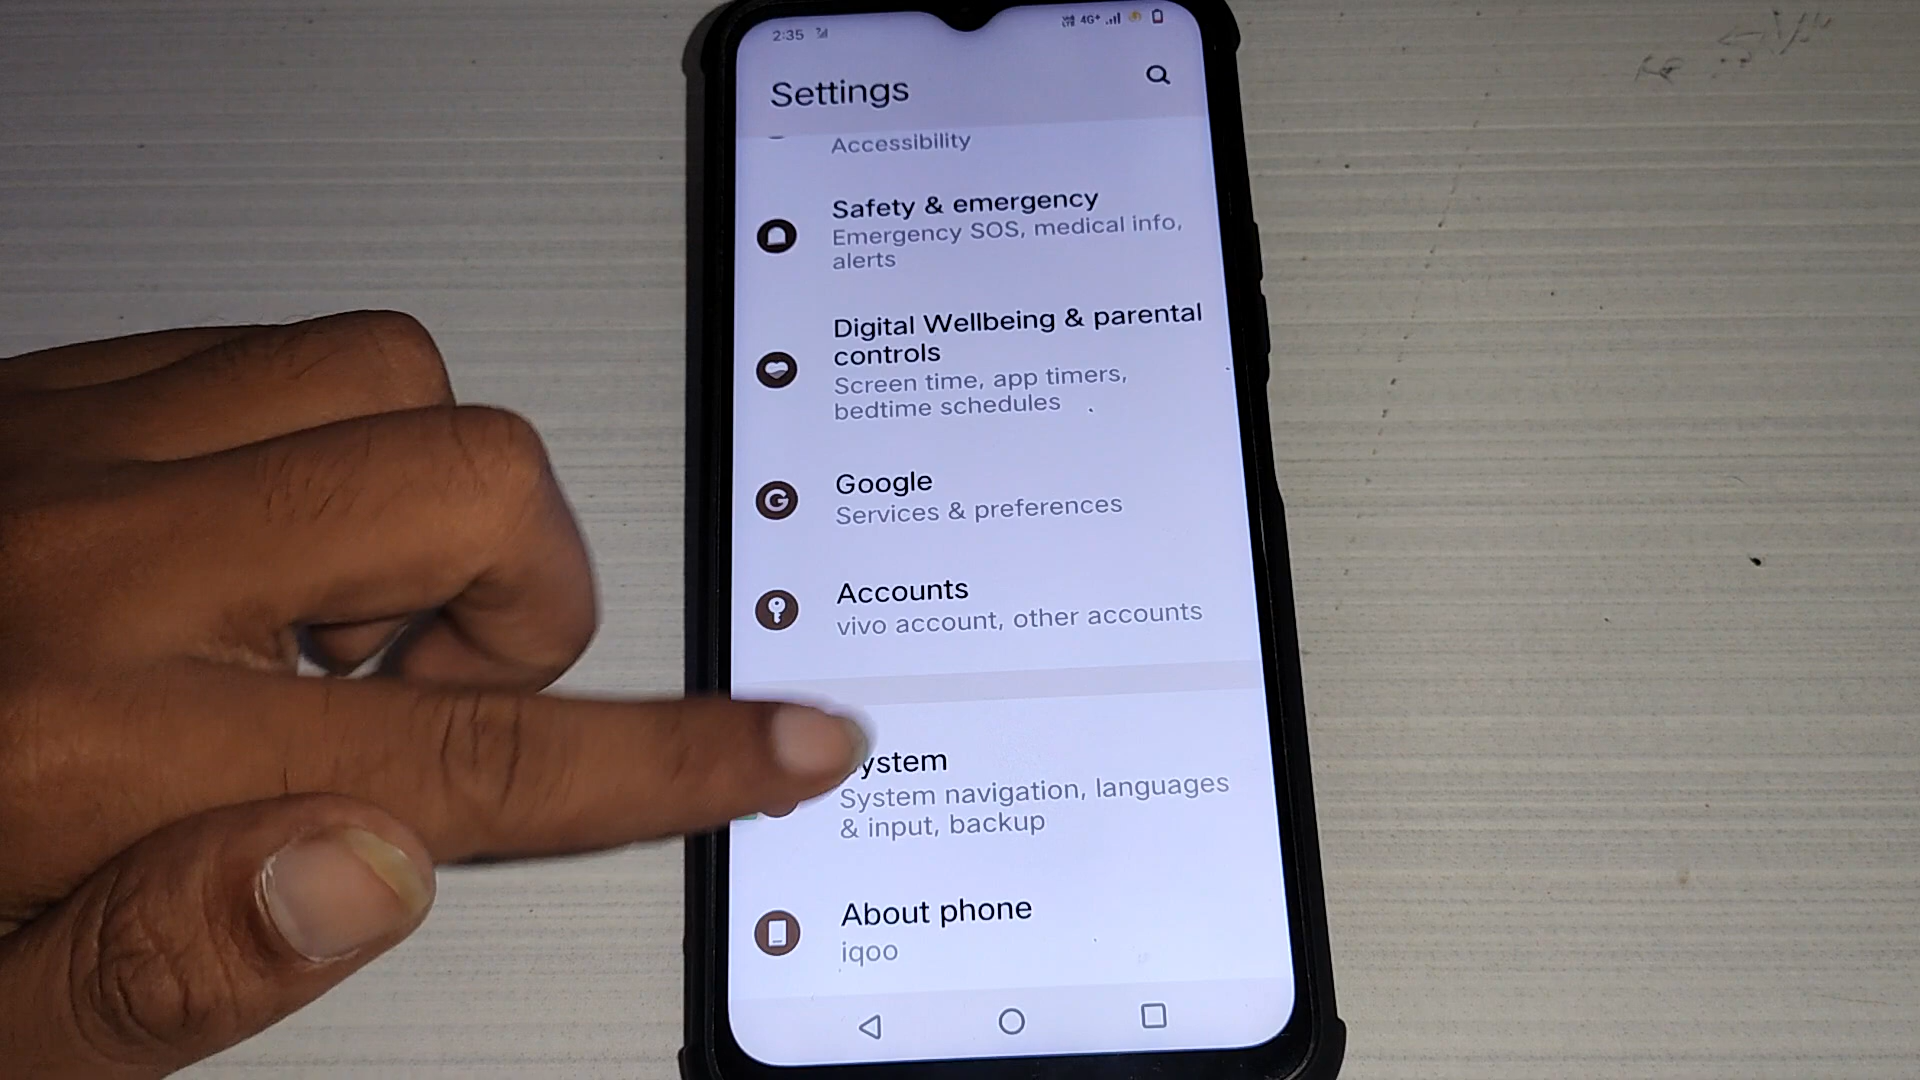 2:35
4G+
Settings
Accessibility
Safety & emergency
Emergency SOS, medical info,
alerts
Digital Wellbeing & parental
controls
Screen time, app timers,
bedtime schedules
Google
Services & preferences
Accounts
vivo account, other accounts
ystem
System navigation, languages
& input, backup
About phone
iqoo